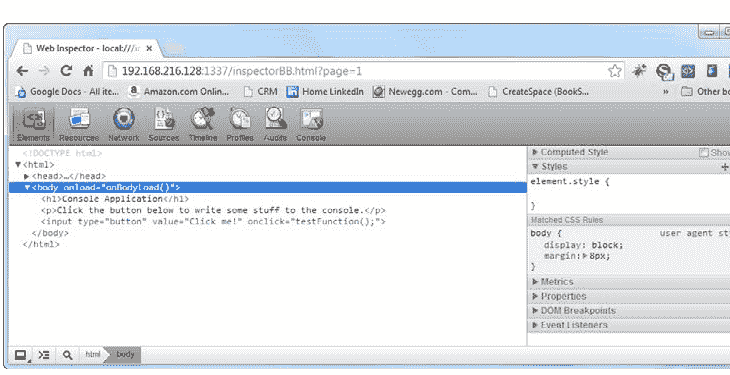 Web Inspector - local:///
192.168.216.128:1337/inspectorBB.html?page=1
Google Docs - All ite... Amazon.com Onlin... CRM Home LinkedIn Newegg.com - Com... CreateSpace (BookS... » Other bo
Elements Resources Network Sources Timeline Profiles Audits Console
<!DOCTYPE html>
▼<html>
▶<head>…</head>
▼<body onload="onBodyLoad()">
<h1>Console Application</h1>
<p>Click the button below to write some stuff to the console.</p>
<input type="button" value="Click me!" onclick="testFunction();">
</body>
</html>
▶ Computed Style Show
▼ Styles
element.style {
}
Matched CSS Rules
body { user agent st
display: block;
margin:▶8px;
}
▶ Metrics
▶ Properties
▶ DOM Breakpoints
▶ Event Listeners
html body